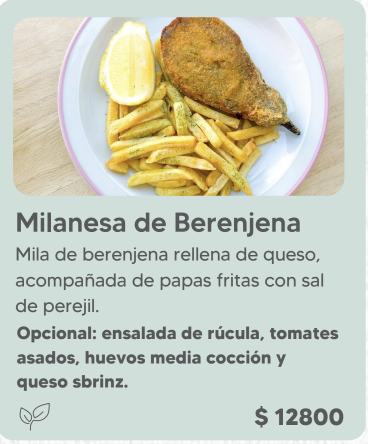 Milanesa de Berenjena
Mila de berenjena rellena de queso,
acompañada de papas fritas con sal
de perejil.
Opcional: ensalada de rúcula, tomates
asados, huevos media cocción y
queso sbrinz.
$ 12800